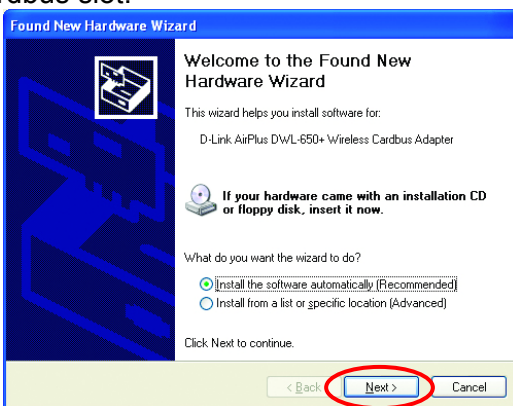 Found New Hardware Wizard
Welcome to the Found New
Hardware Wizard
This wizard helps you install software for:
D-Link AirPlus DWL-650+ Wireless Cardbus Adapter
If your hardware came with an installation CD
or floppy disk, insert it now.
What do you want the wizard to do?
Install the software automatically (Recommended)
Install from a list or specific location (Advanced)
Click Next to continue.
< Back
Next >
Cancel